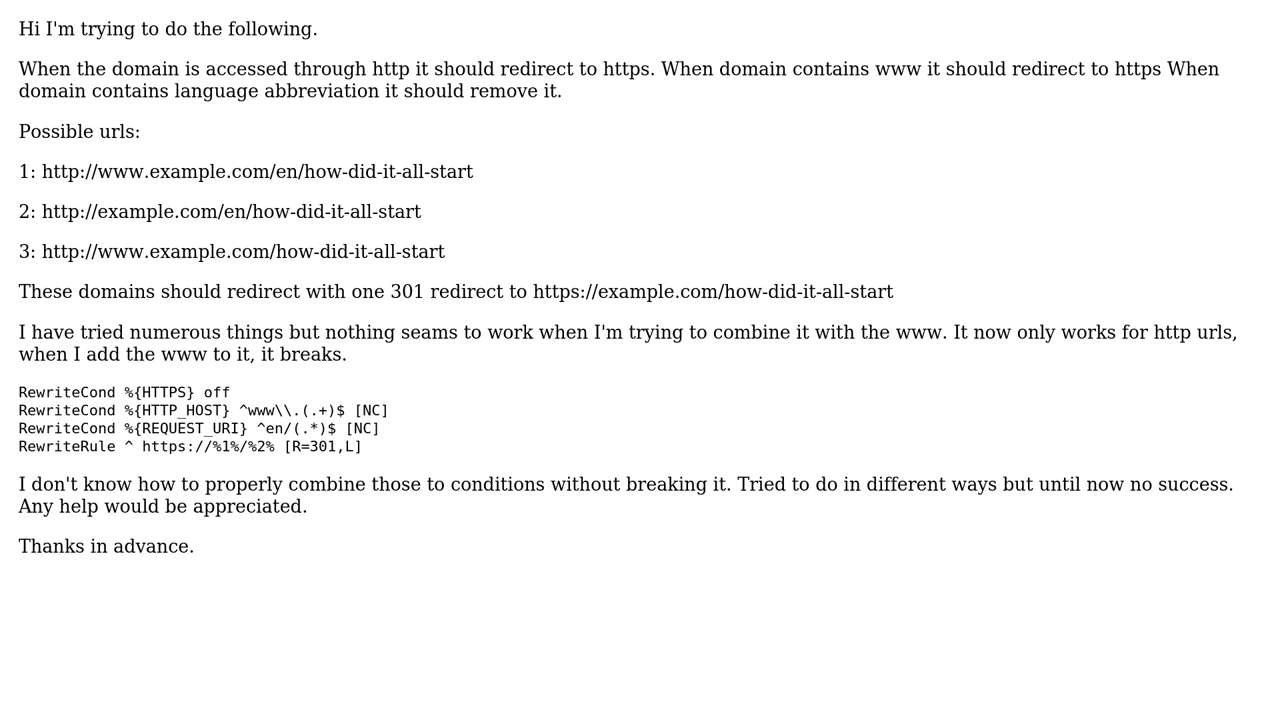 Hi I'm trying to do the following.
When the domain is accessed through http it should redirect to https. When domain contains www it should redirect to https When
domain contains language abbreviation it should remove it.
Possible urls:
1: http://www.example.com/en/how-did-it-all-start
2: http://example.com/en/how-did-it-all-start
3: http://www.example.com/how-did-it-all-start
These domains should redirect with one 301 redirect to https://example.com/how-did-it-all-start
I have tried numerous things but nothing seams to work when I'm trying to combine it with the www. It now only works for http urls,
when I add the www to it, it breaks.
RewriteCond %{HTTPS} off
RewriteCond %{HTTP_HOST} ^www\\.(.+)$ [NC]
RewriteCond %{REQUEST_URI} ^en/(.*)$ [NC]
RewriteRule ^ https://%1%/%2% [R=301,L]
I don't know how to properly combine those to conditions without breaking it. Tried to do in different ways but until now no success.
Any help would be appreciated.
Thanks in advance.